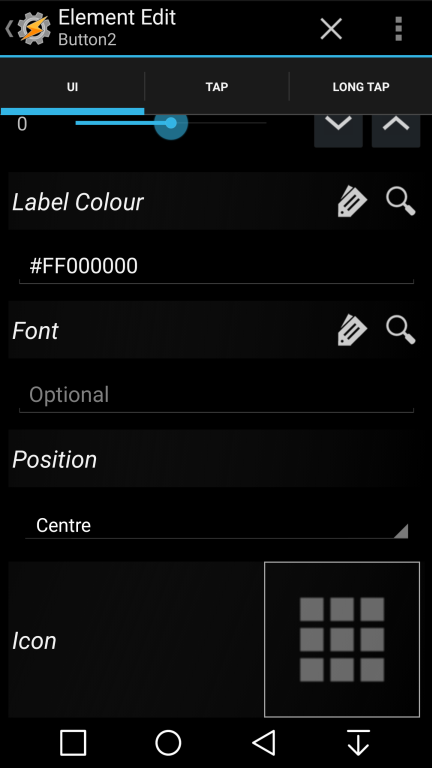 Element Edit
Button2
UI TAP LONG TAP
0
Label Colour
#FF000000
Font
Optional
Position
Centre
Icon